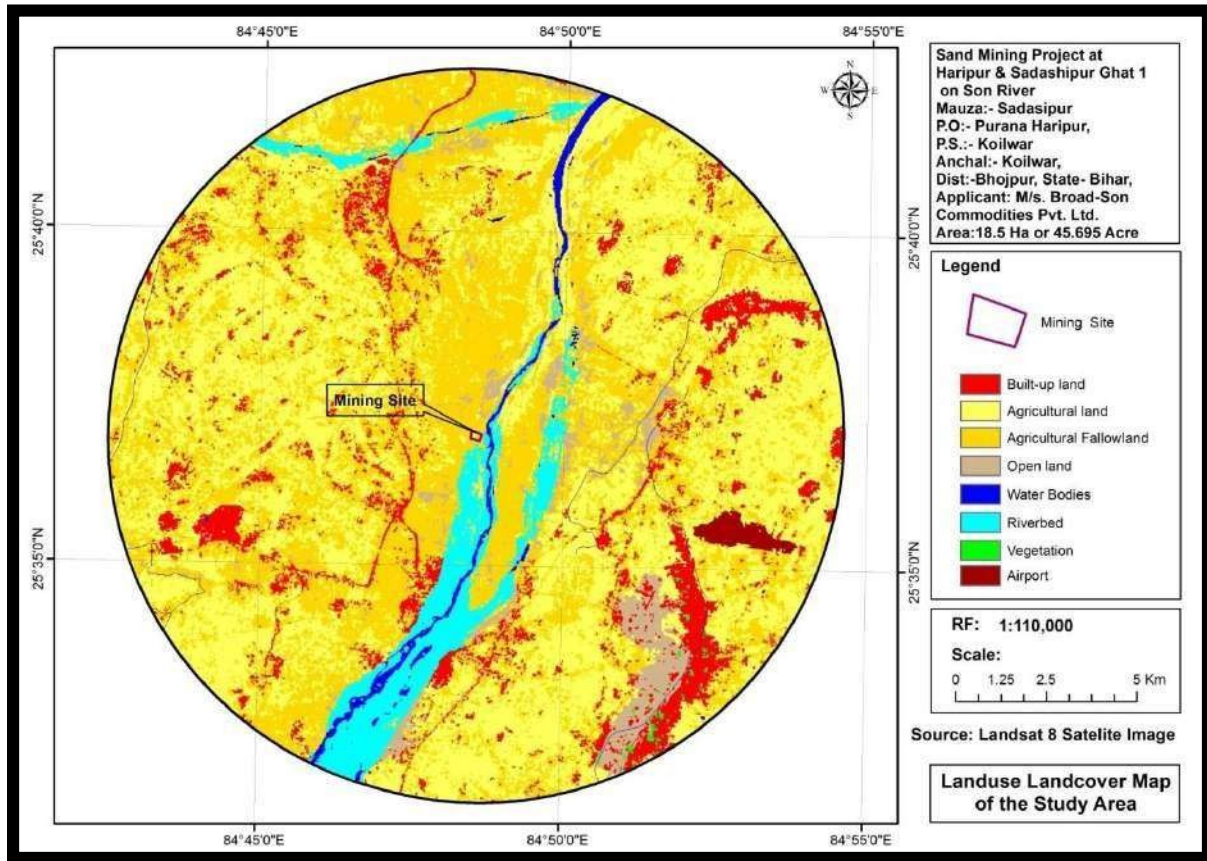 84°45'0"E
84°50'0"E
84°55'0"E
N
W E
S
25°40'0"N
25°40'0"N
Mining Site
25°35'0"N
25°35'0"N
84°45'0"E
84°50'0"E
84°55'0"E
Sand Mining Project at
Haripur & Sadashipur Ghat 1
on Son River
Mauza:- Sadasipur
P.O:- Purana Haripur,
P.S.:- Koilwar
Anchal:- Koilwar,
Dist:-Bhojpur, State- Bihar,
Applicant: M/s. Broad-Son
Commodities Pvt. Ltd.
Area:18.5 Ha or 45.695 Acre
Legend
Mining Site
Built-up land
Agricultural land
Agricultural Fallowland
Open land
Water Bodies
Riverbed
Vegetation
Airport
RF: 1:110,000
Scale:
0 1.25 2.5 5 Km
Source: Landsat 8 Satelite Image
Landuse Landcover Map
of the Study Area